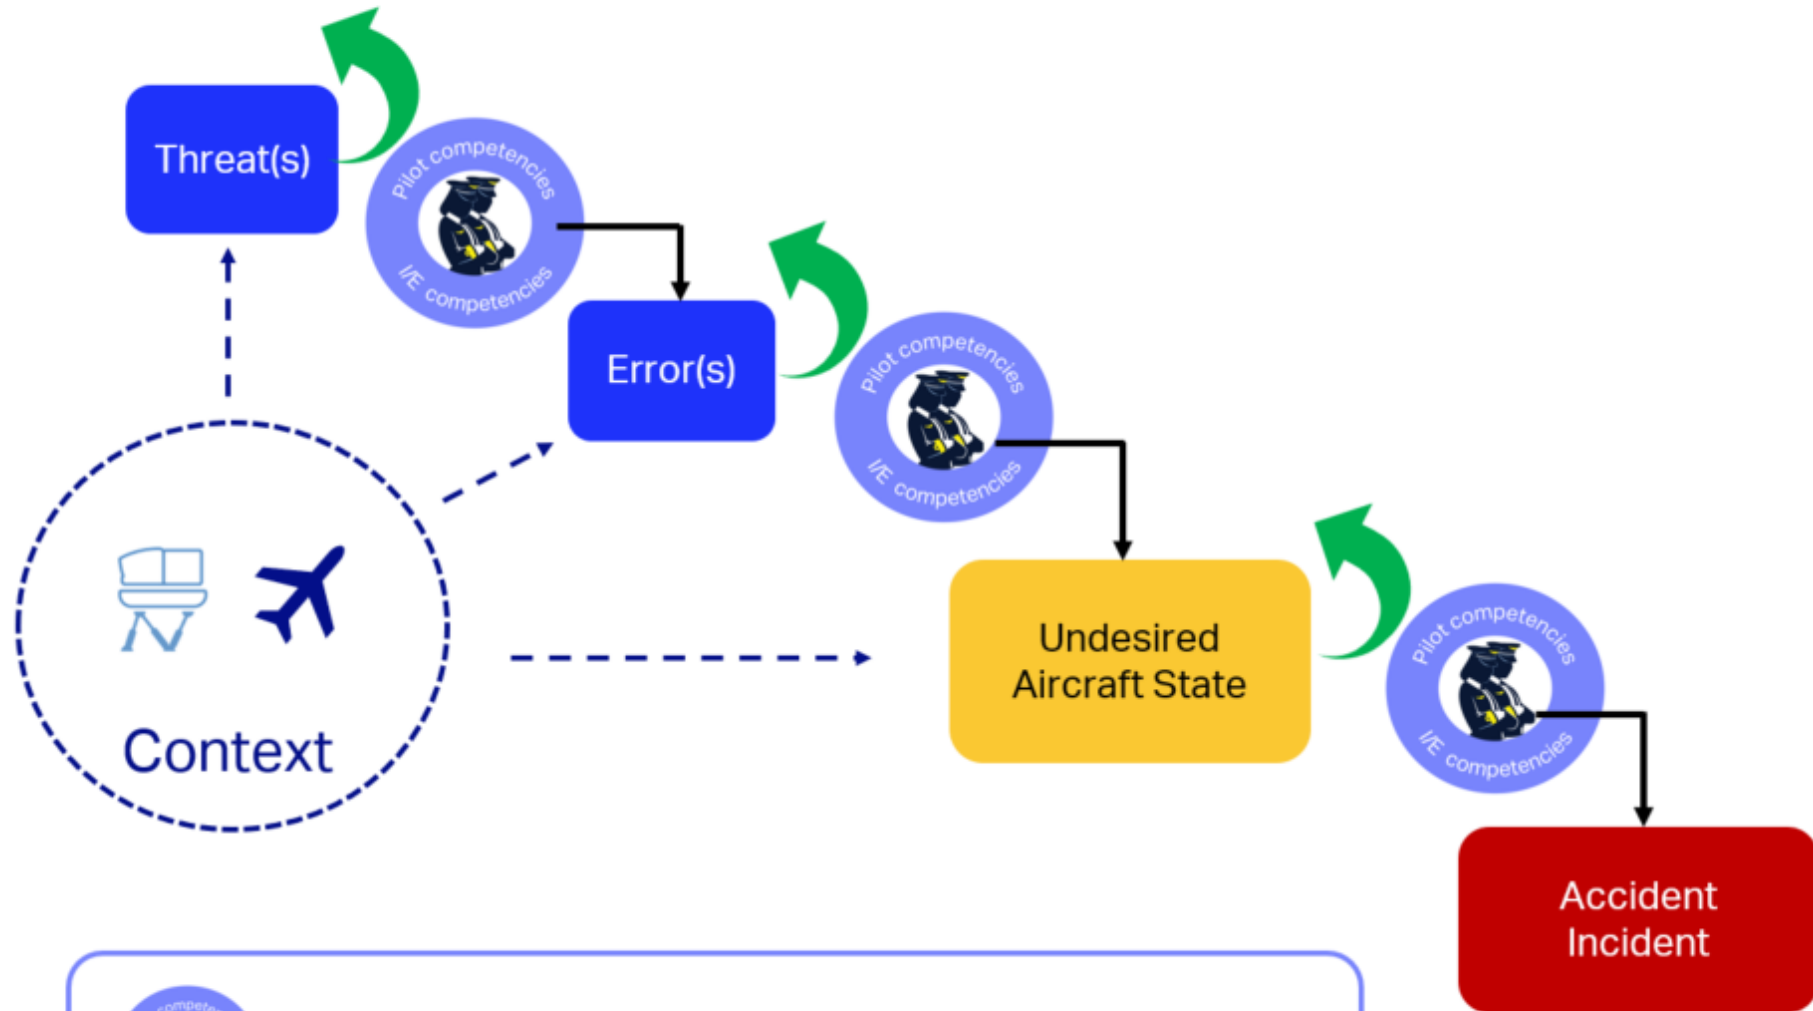 Threat(s)
Pilot competencies
I/E competencies
Error(s)
Pilot competencies
I/E competencies
Undesired
Aircraft State
Pilot competencies
I/E competencies
Context
Accident
Incident